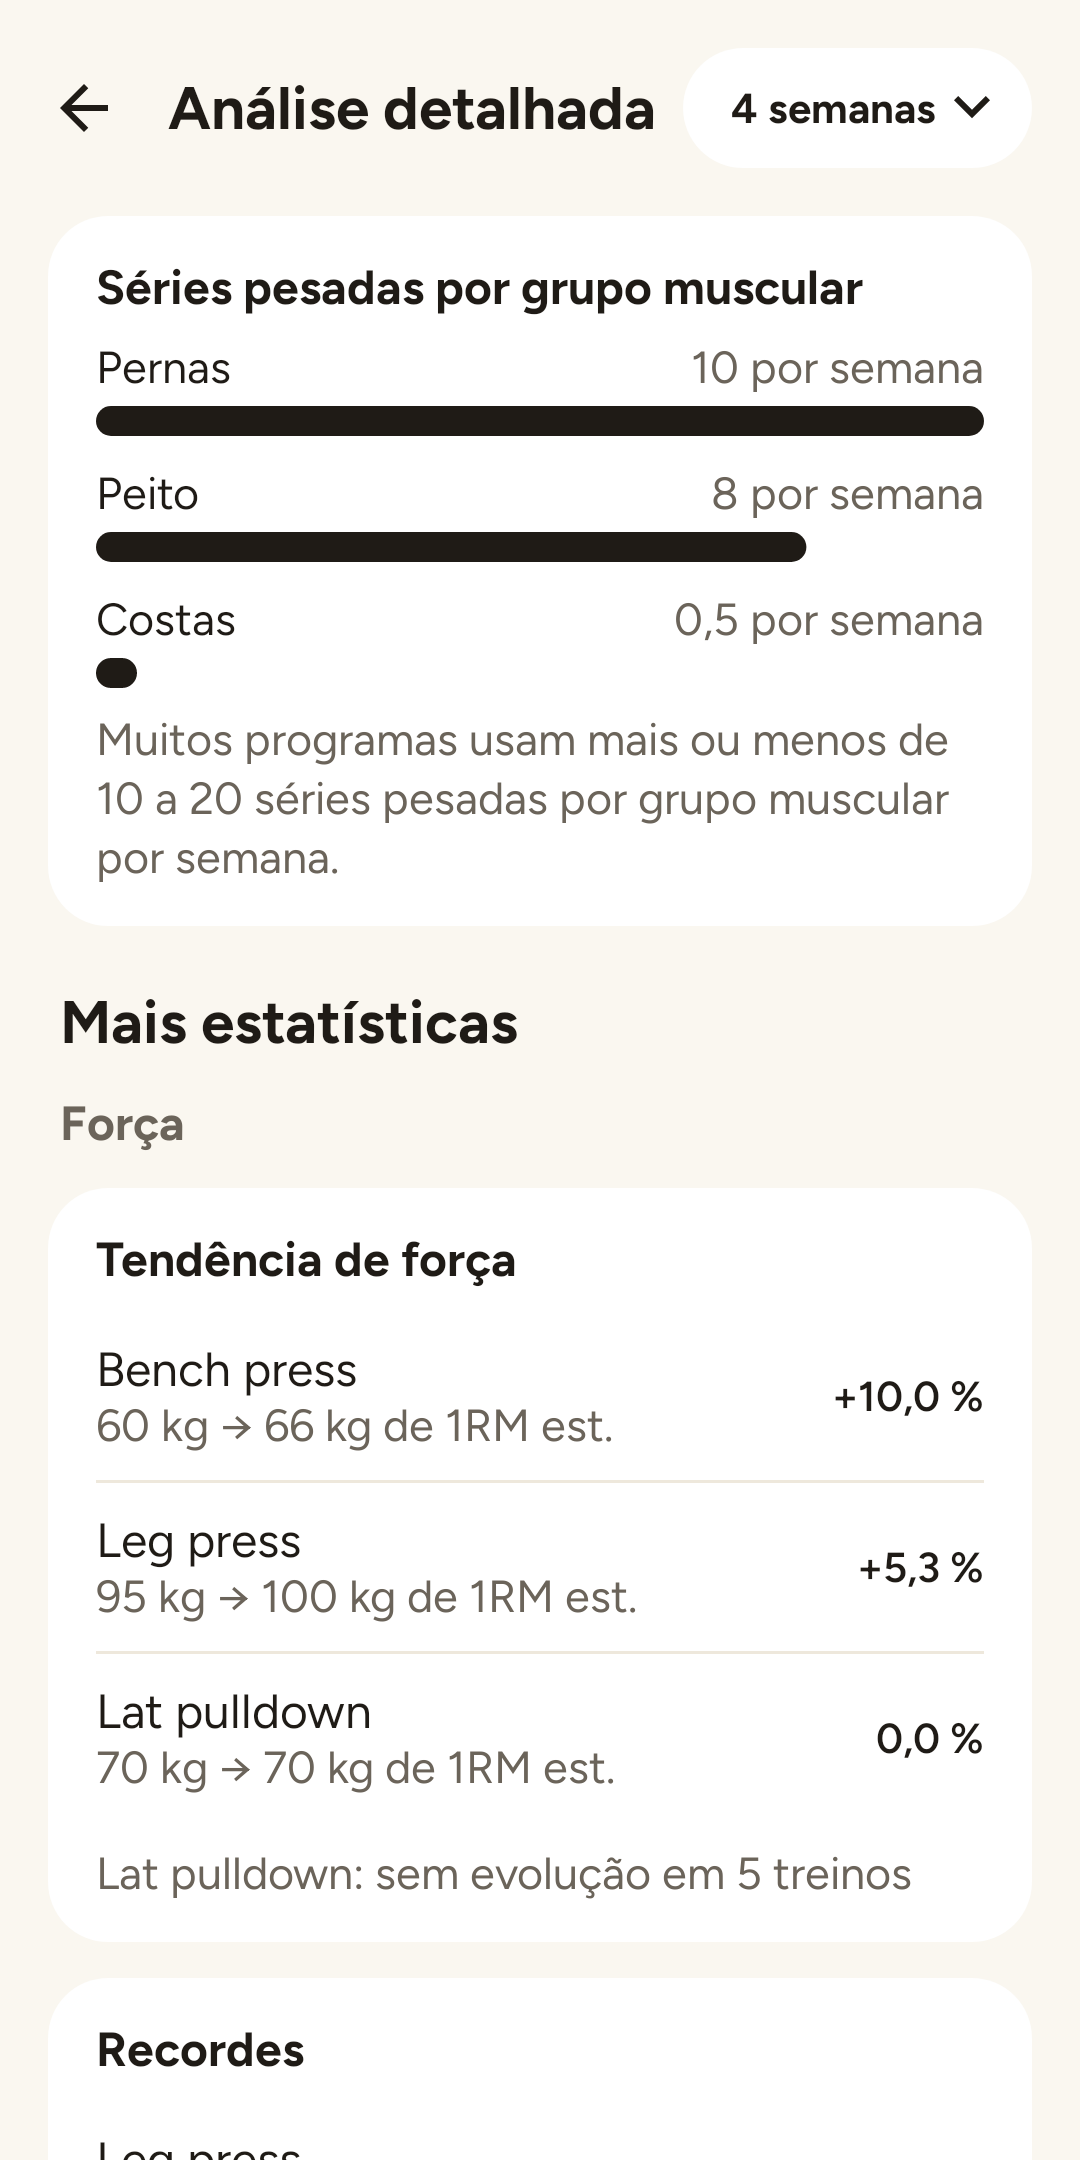 Análise detalhada
4 semanas
Séries pesadas por grupo muscular
Pernas
10 por semana
Peito
8 por semana
Costas
0,5 por semana
Muitos programas usam mais ou menos de
10 a 20 séries pesadas por grupo muscular
por semana.
Mais estatísticas
Força
Tendência de força
Bench press
+10,0 %
60 kg → 66 kg de 1RM est.
Leg press
+5,3 %
95 kg → 100 kg de 1RM est.
Lat pulldown
0,0 %
70 kg → 70 kg de 1RM est.
Lat pulldown: sem evolução em 5 treinos
Recordes
Leg press